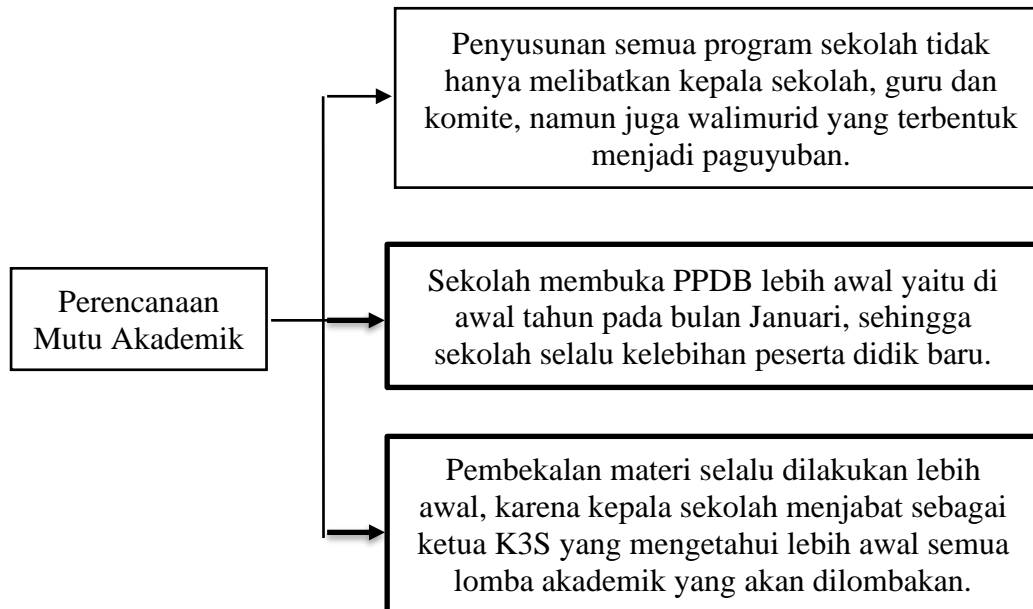 Penyusunan semua program sekolah tidak
hanya melibatkan kepala sekolah, guru dan
komite, namun juga walimurid yang terbentuk
menjadi paguyuban.
Perencanaan
Mutu Akademik
Sekolah membuka PPDB lebih awal yaitu di
awal tahun pada bulan Januari, sehingga
sekolah selalu kelebihan peserta didik baru.
Pembekalan materi selalu dilakukan lebih
awal, karena kepala sekolah menjabat sebagai
ketua K3S yang mengetahui lebih awal semua
lomba akademik yang akan dilombakan.